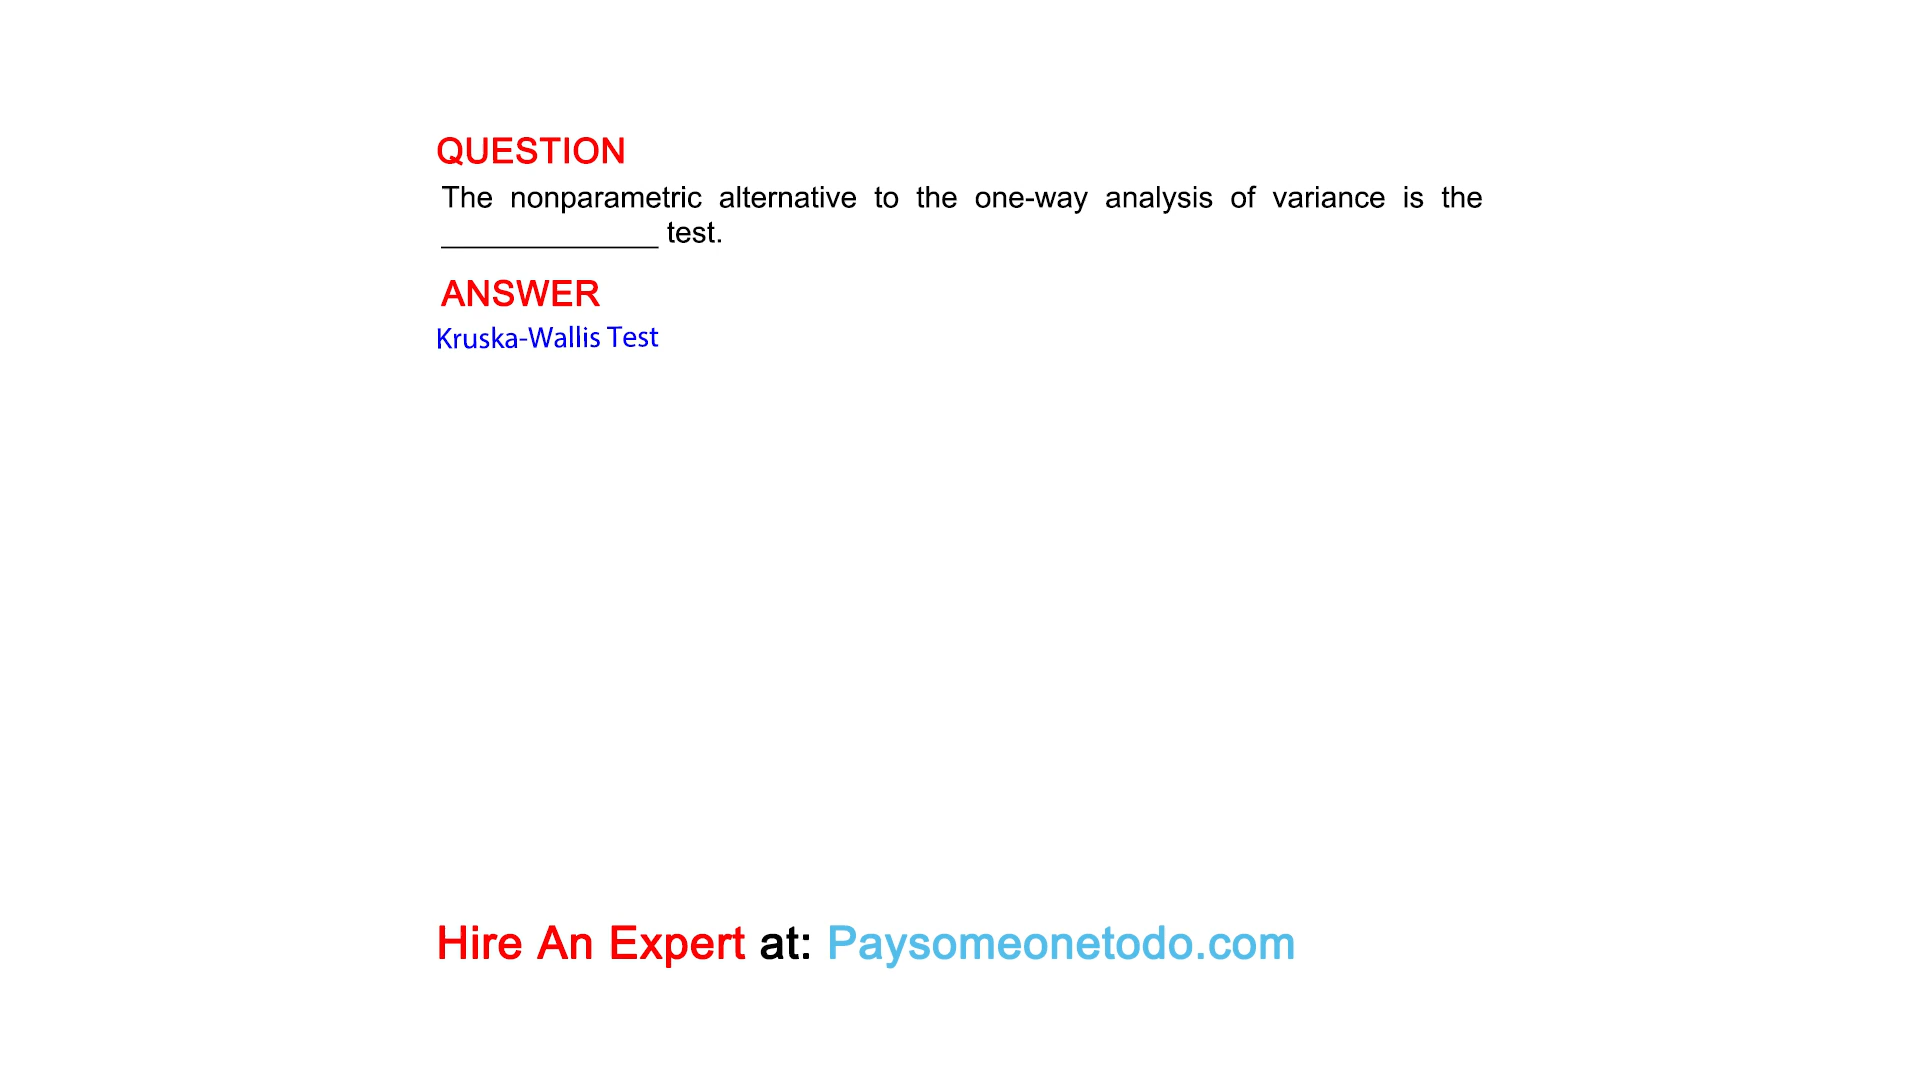 QUESTION
The nonparametric alternative to the one-way analysis of variance is the
______________ test.
ANSWER
Kruska-Wallis Test
Hire An Expert at: Paysomeonetodo.com